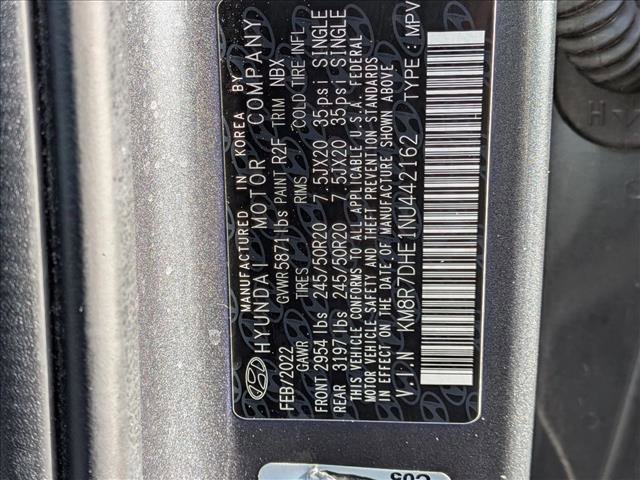 MANUFACTURED IN KOREA BY
HYUNDAI MOTOR COMPANY
FEB/2022 GVWR 5871 lbs PAINT R2F TRIM NBX
GAWR TIRES RIMS COLD TIRE INFL
FRONT 2954 lbs 245/50R20 7.5JX20 35psi SINGLE
REAR 3197 lbs 245/50R20 7.5JX20 35psi SINGLE
THIS VEHICLE CONFORMS TO ALL APPLICABLE U.S.A. FEDERAL
MOTOR VEHICLE SAFETY AND THEFT PREVENTION STANDARDS
IN EFFECT ON THE DATE OF MANUFACTURE SHOWN ABOVE.
V.I.N KM8R7DHE1NU442162 TYPE : MPV